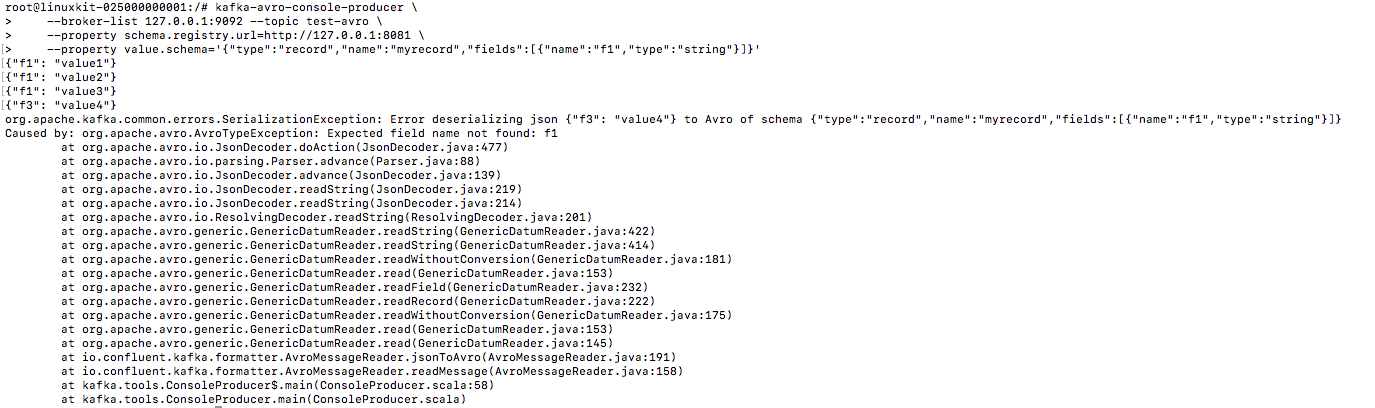 root@linuxkit-025000000001:/# kafka-avro-console-producer \
>     --broker-list 127.0.0.1:9092 --topic test-avro \
>     --property schema.registry.url=http://127.0.0.1:8081 \
[>     --property value.schema='{"type":"record","name":"myrecord","fields":[{"name":"f1","type":"string"}]}'
[{"f1": "value1"}
[{"f1": "value2"}
[{"f1": "value3"}
[{"f3": "value4"}
org.apache.kafka.common.errors.SerializationException: Error deserializing json {"f3": "value4"} to Avro of schema {"type":"record","name":"myrecord","fields":[{"name":"f1","type":"string"}]}
Caused by: org.apache.avro.AvroTypeException: Expected field name not found: f1
        at org.apache.avro.io.JsonDecoder.doAction(JsonDecoder.java:477)
        at org.apache.avro.io.parsing.Parser.advance(Parser.java:88)
        at org.apache.avro.io.JsonDecoder.advance(JsonDecoder.java:139)
        at org.apache.avro.io.JsonDecoder.readString(JsonDecoder.java:219)
        at org.apache.avro.io.JsonDecoder.readString(JsonDecoder.java:214)
        at org.apache.avro.io.ResolvingDecoder.readString(ResolvingDecoder.java:201)
        at org.apache.avro.generic.GenericDatumReader.readString(GenericDatumReader.java:422)
        at org.apache.avro.generic.GenericDatumReader.readString(GenericDatumReader.java:414)
        at org.apache.avro.generic.GenericDatumReader.readWithoutConversion(GenericDatumReader.java:181)
        at org.apache.avro.generic.GenericDatumReader.read(GenericDatumReader.java:153)
        at org.apache.avro.generic.GenericDatumReader.readField(GenericDatumReader.java:232)
        at org.apache.avro.generic.GenericDatumReader.readRecord(GenericDatumReader.java:222)
        at org.apache.avro.generic.GenericDatumReader.readWithoutConversion(GenericDatumReader.java:175)
        at org.apache.avro.generic.GenericDatumReader.read(GenericDatumReader.java:153)
        at org.apache.avro.generic.GenericDatumReader.read(GenericDatumReader.java:145)
        at io.confluent.kafka.formatter.AvroMessageReader.jsonToAvro(AvroMessageReader.java:191)
        at io.confluent.kafka.formatter.AvroMessageReader.readMessage(AvroMessageReader.java:158)
        at kafka.tools.ConsoleProducer$.main(ConsoleProducer.scala:58)
        at kafka.tools.ConsoleProducer.main(ConsoleProducer.scala)